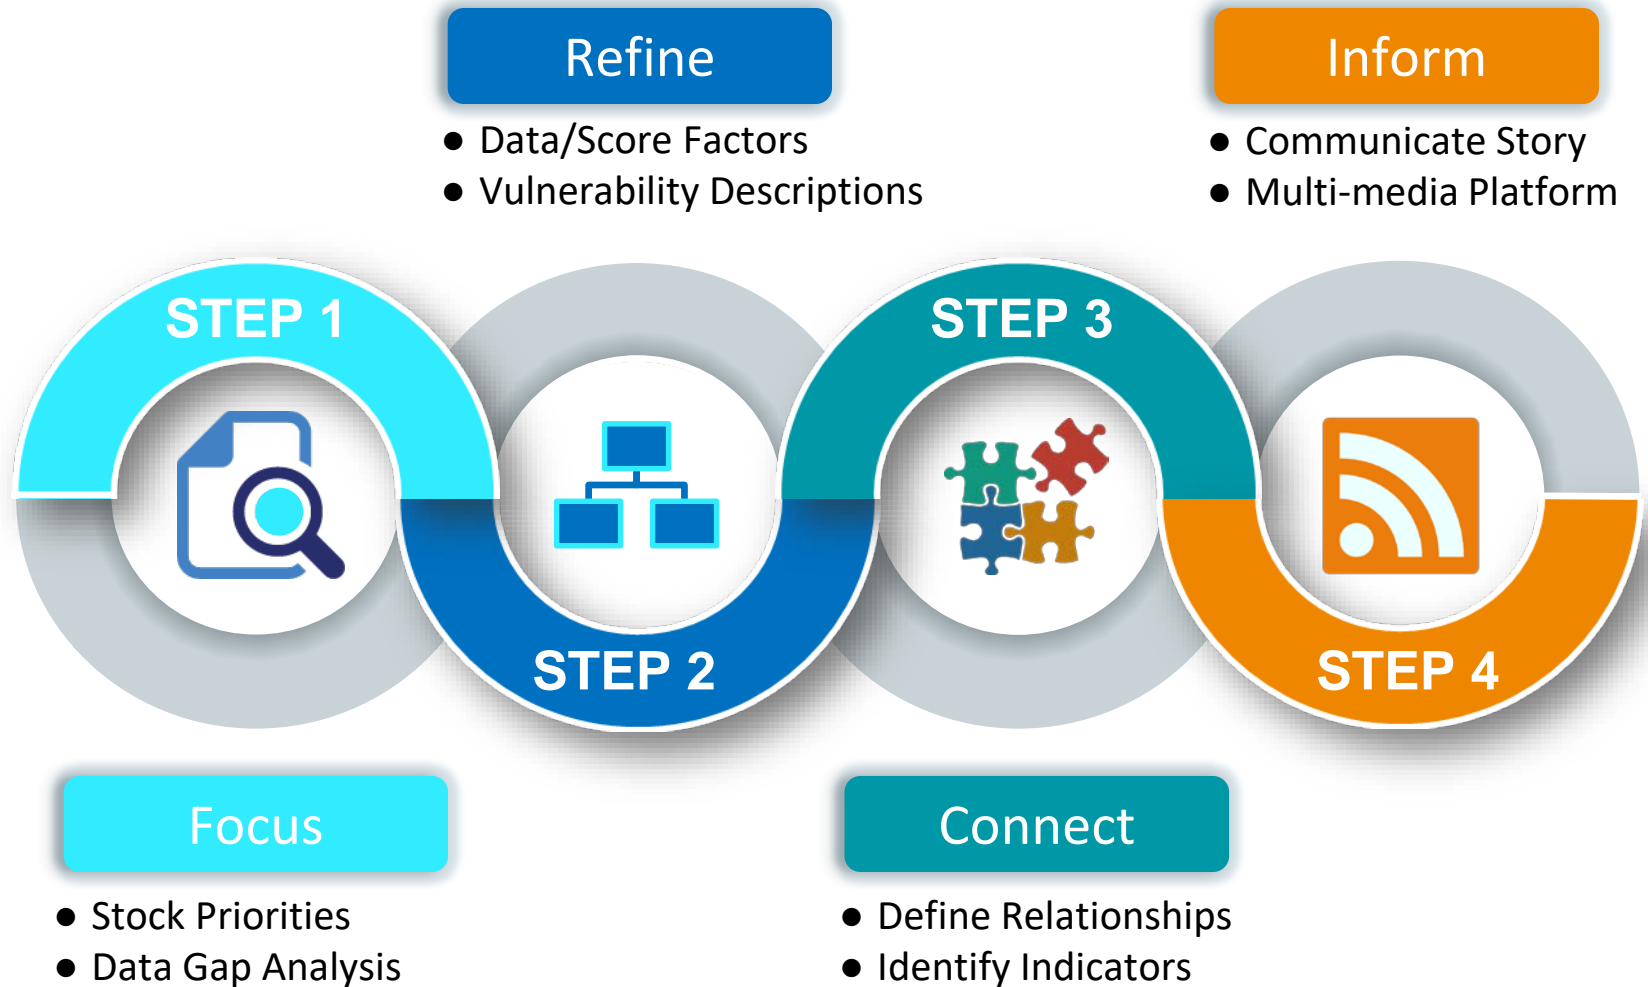 Refine
● Data/Score Factors
● Vulnerability Descriptions
Inform
● Communicate Story
● Multi-media Platform
STEP 1
STEP 3
STEP 2
STEP 4
Focus
● Stock Priorities
● Data Gap Analysis
Connect
● Define Relationships
● Identify Indicators